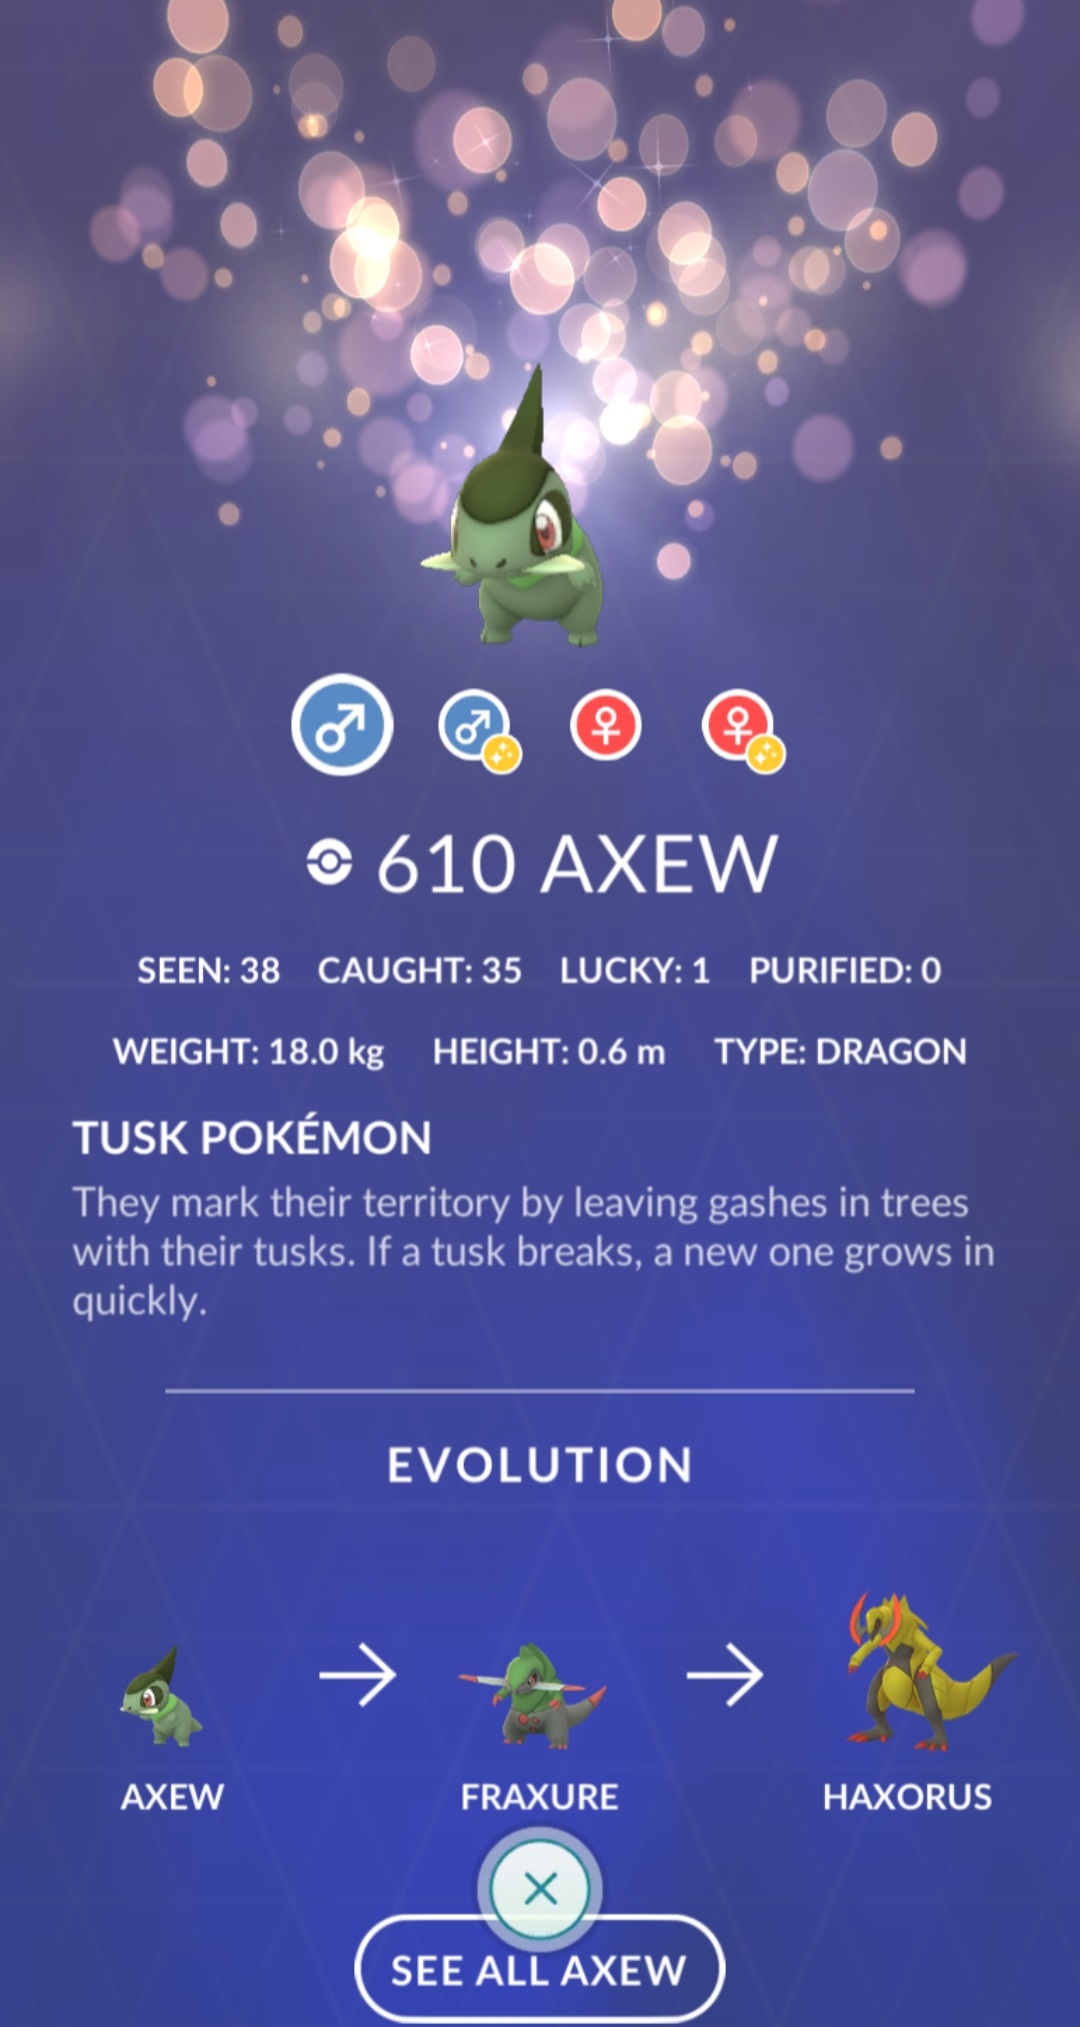 610 AXEW
SEEN: 38 CAUGHT: 35 LUCKY: 1 PURIFIED: 0
WEIGHT: 18.0 kg HEIGHT: 0.6 m TYPE: DRAGON
TUSK POKÉMON
They mark their territory by leaving gashes in trees
with their tusks. If a tusk breaks, a new one grows in
quickly.
EVOLUTION
AXEW FRAXURE HAXORUS
SEE ALL AXEW